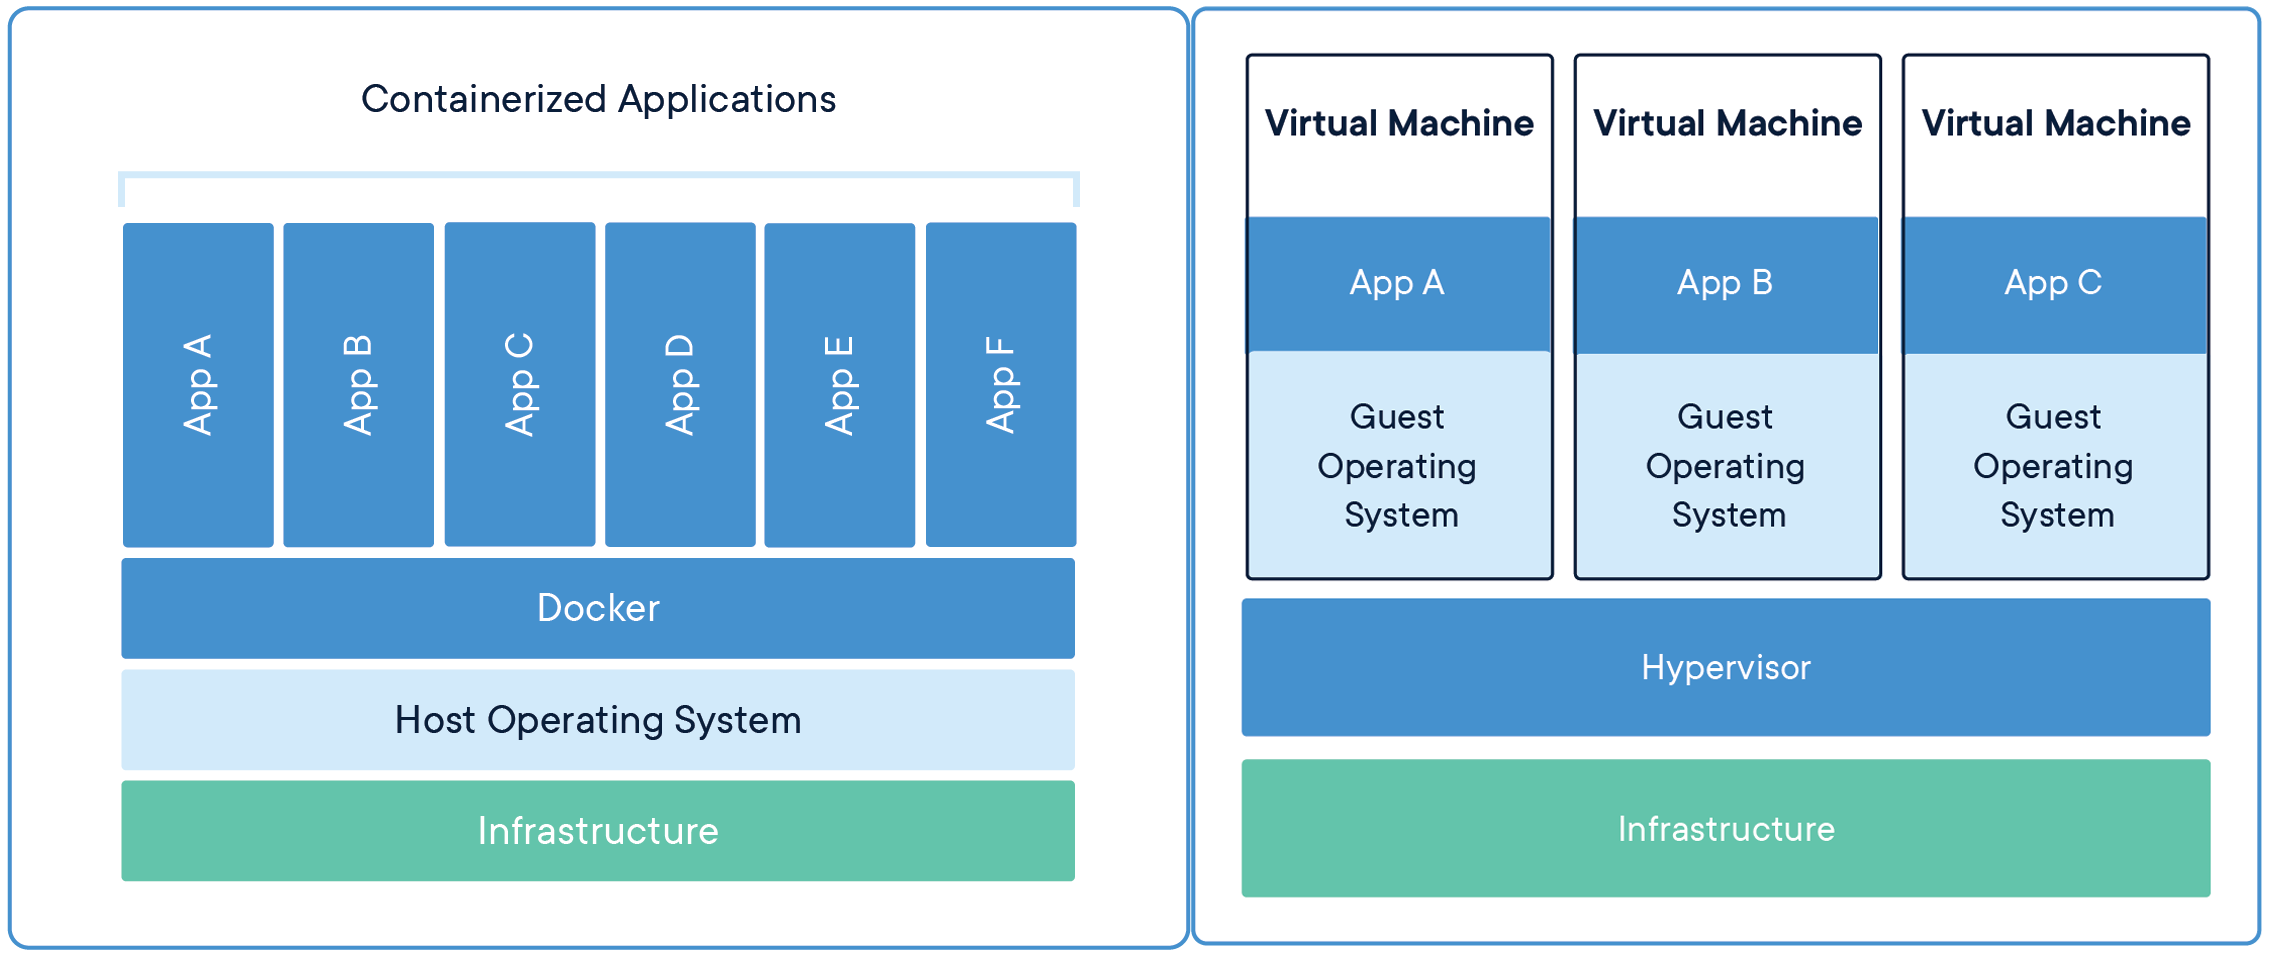 Containerized Applications
App A
App B
App C
App D
App E
App F
Docker
Host Operating System
Infrastructure
Virtual Machine
App A
Guest
Operating
System
Virtual Machine
App B
Guest
Operating
System
Virtual Machine
App C
Guest
Operating
System
Hypervisor
Infrastructure